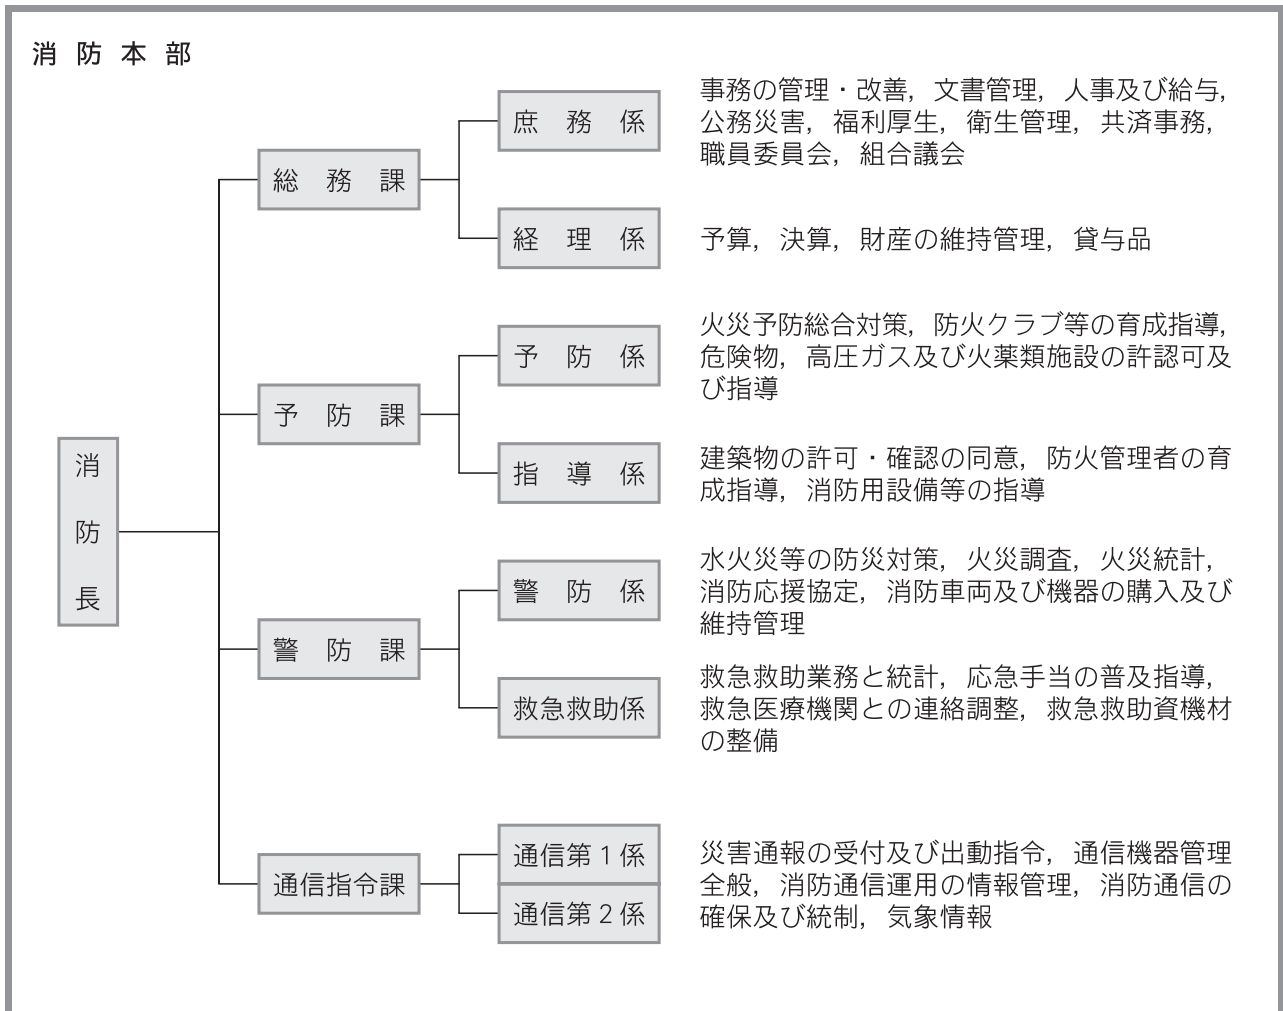 消防本部
消防長
総務課
庶務係
事務の管理・改善，文書管理，人事及び給与，
公務災害，福利厚生，衛生管理，共済事務，
職員委員会，組合議会
経理係
予算，決算，財産の維持管理，貸与品
予防課
予防係
火災予防総合対策，防火クラブ等の育成指導，
危険物，高圧ガス及び火薬類施設の許認可及
び指導
指導係
建築物の許可・確認の同意，防火管理者の育
成指導，消防用設備等の指導
警防課
警防係
水火災等の防災対策，火災調査，火災統計，
消防応援協定，消防車両及び機器の購入及び
維持管理
救急救助係
救急救助業務と統計，応急手当の普及指導，
救急医療機関との連絡調整，救急救助資機材
の整備
通信指令課
通信第1係
通信第2係
災害通報の受付及び出動指令，通信機器管理
全般，消防通信運用の情報管理，消防通信の
確保及び統制，気象情報